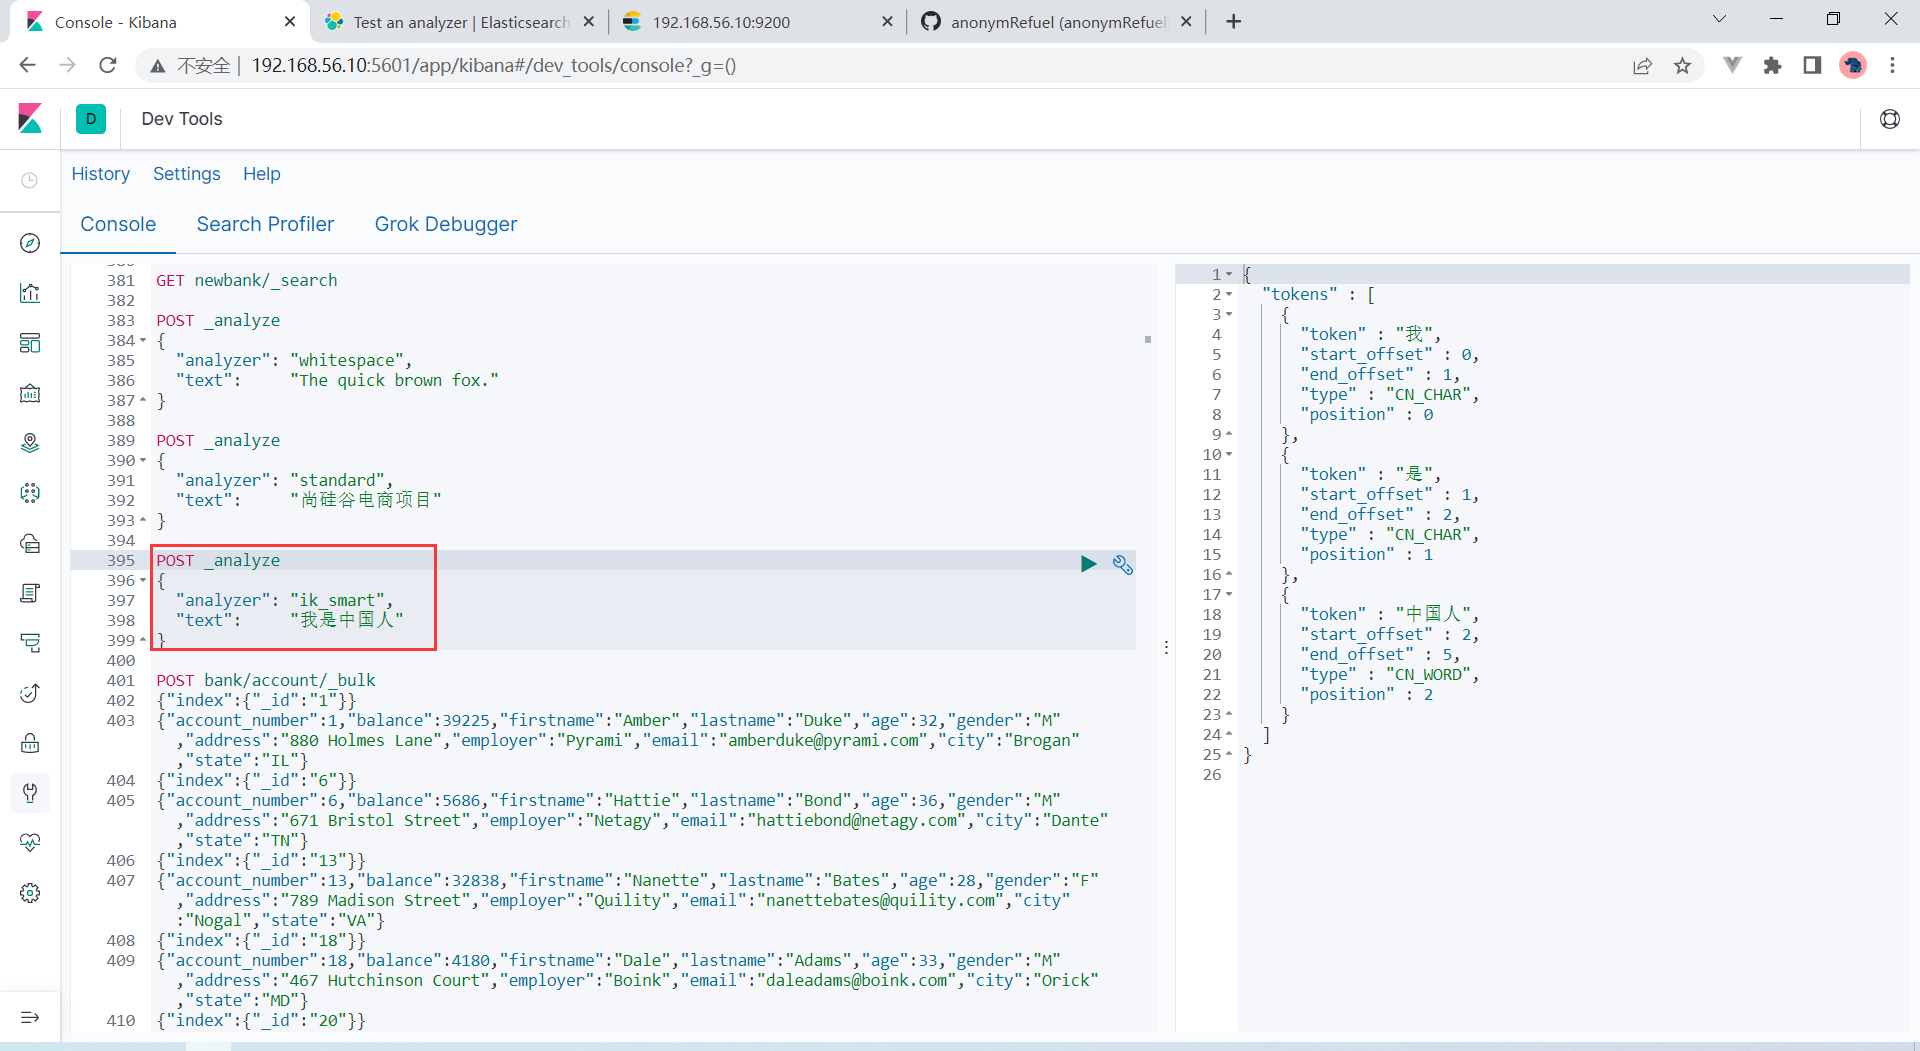 Console - Kibana
Test an analyzer | Elasticsearch
192.168.56.10:9200
anonymRefuel (anonymRefuel)
不安全 | 192.168.56.10:5601/app/kibana#/dev_tools/console?_g=()
D
Dev Tools
History Settings Help
Console Search Profiler Grok Debugger
381 GET newbank/_search
382
383 POST _analyze
384 {
385 "analyzer": "whitespace",
386 "text": "The quick brown fox."
387 }
388
389 POST _analyze
390 {
391 "analyzer": "standard",
392 "text": "尚硅谷电商项目"
393 }
394
395 POST _analyze
396 {
397 "analyzer": "ik_smart",
398 "text": "我是中国人"
399 }
400
401 POST bank/account/_bulk
402 {"index":{"_id":"1"}}
403 {"account_number":1,"balance":39225,"firstname":"Amber","lastname":"Duke","age":32,"gender":"M"
,"address":"880 Holmes Lane","employer":"Pyrami","email":"amberduke@pyrami.com","city":"Brogan"
,"state":"IL"}
404 {"index":{"_id":"6"}}
405 {"account_number":6,"balance":5686,"firstname":"Hattie","lastname":"Bond","age":36,"gender":"M"
,"address":"671 Bristol Street","employer":"Netagy","email":"hattiebond@netagy.com","city":"Dante"
,"state":"TN"}
406 {"index":{"_id":"13"}}
407 {"account_number":13,"balance":32838,"firstname":"Nanette","lastname":"Bates","age":28,"gender":"F"
,"address":"789 Madison Street","employer":"Quility","email":"nanettebates@quility.com","city"
:"Nogal","state":"VA"}
408 {"index":{"_id":"18"}}
409 {"account_number":18,"balance":4180,"firstname":"Dale","lastname":"Adams","age":33,"gender":"M"
,"address":"467 Hutchinson Court","employer":"Boink","email":"daleadams@boink.com","city":"Orick"
,"state":"MD"}
410 {"index":{"_id":"20"}}
1 {
2 "tokens" : [
3 {
4 "token" : "我",
5 "start_offset" : 0,
6 "end_offset" : 1,
7 "type" : "CN_CHAR",
8 "position" : 0
9 },
10 {
11 "token" : "是",
12 "start_offset" : 1,
13 "end_offset" : 2,
14 "type" : "CN_CHAR",
15 "position" : 1
16 },
17 {
18 "token" : "中国人",
19 "start_offset" : 2,
20 "end_offset" : 5,
21 "type" : "CN_WORD",
22 "position" : 2
23 }
24 ]
25 }
26